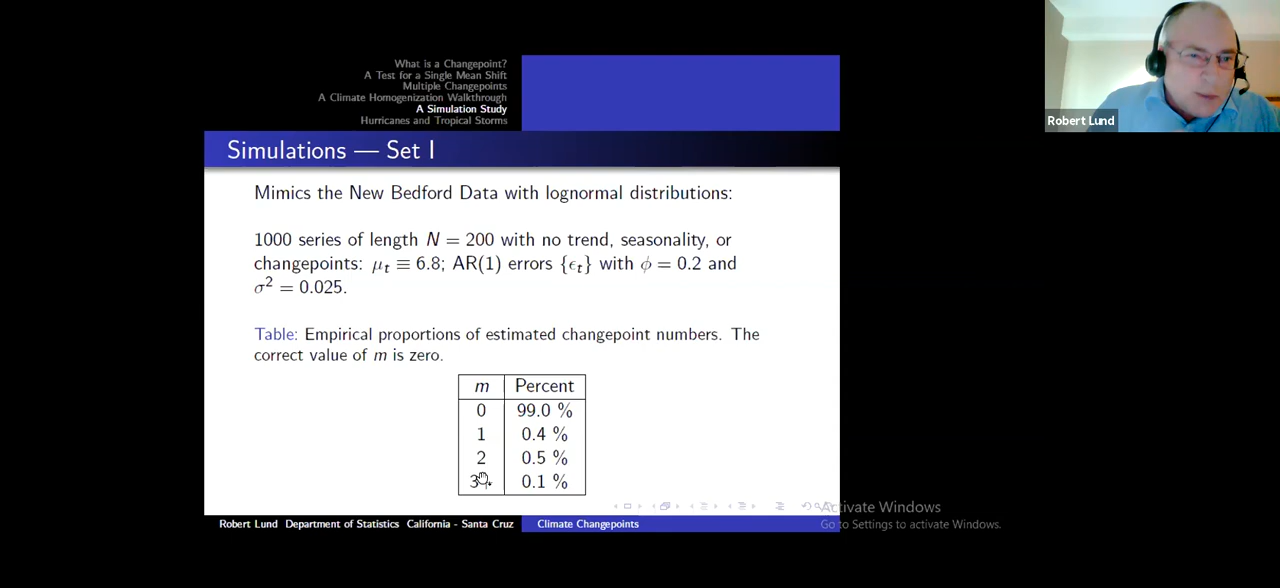 What is a Changepoint?
A Test for a Single Mean Shift
Multiple Changepoints
A Climate Homogenization Walkthrough
A Simulation Study
Hurricanes and Tropical Storms
Robert Lund
Simulations — Set I
Mimics the New Bedford Data with lognormal distributions:
1000 series of length N = 200 with no trend, seasonality, or
changepoints: μt ≡ 6.8; AR(1) errors {ϵt} with ϕ = 0.2 and
σ² = 0.025.
Table: Empirical proportions of estimated changepoint numbers. The
correct value of m is zero.
m Percent
0 99.0 %
1 0.4 %
2 0.5 %
3+ 0.1 %
Activate Windows
Go to Settings to activate Windows.
Robert Lund Department of Statistics California - Santa Cruz Climate Changepoints